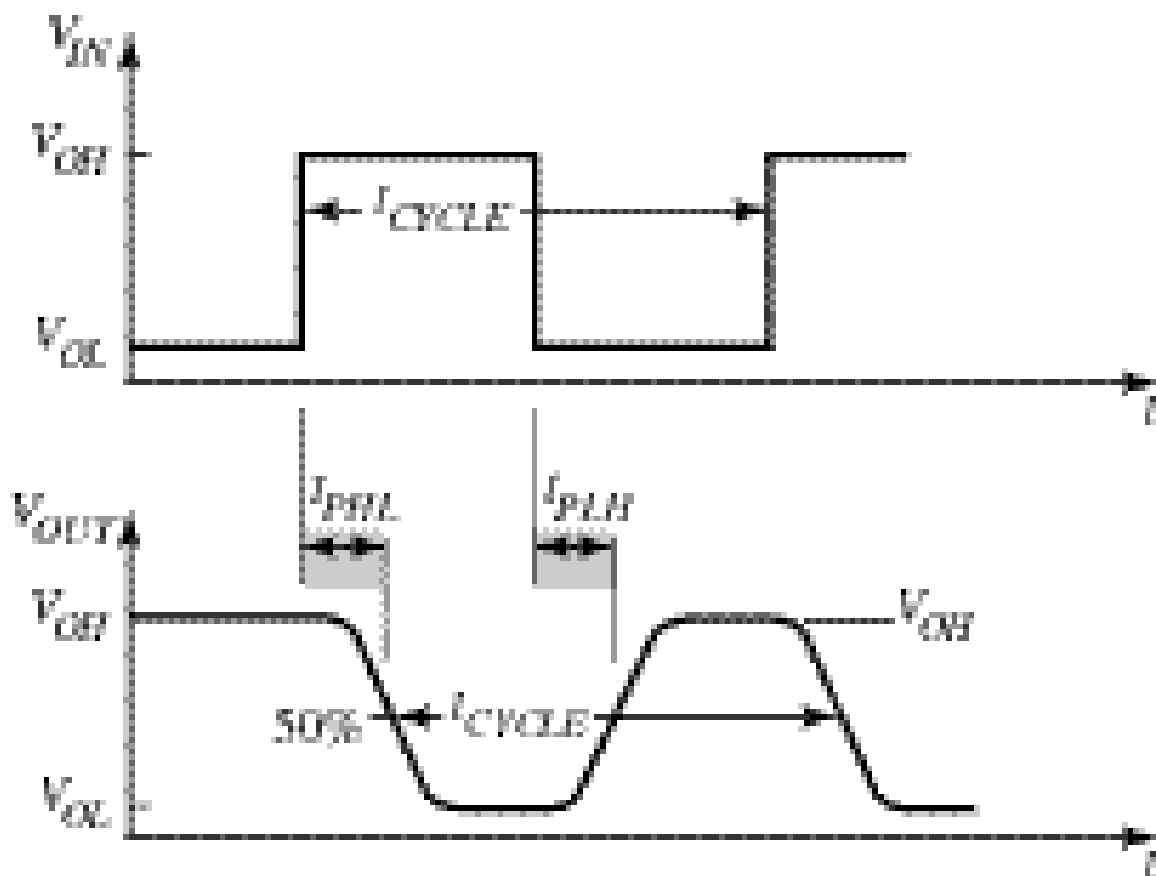 V_IN
V_OH
t_CYCLE
V_OL
t
t_PHL
t_PLH
V_OUT
V_OH
V_OH
50%
t_CYCLE
V_OL
t